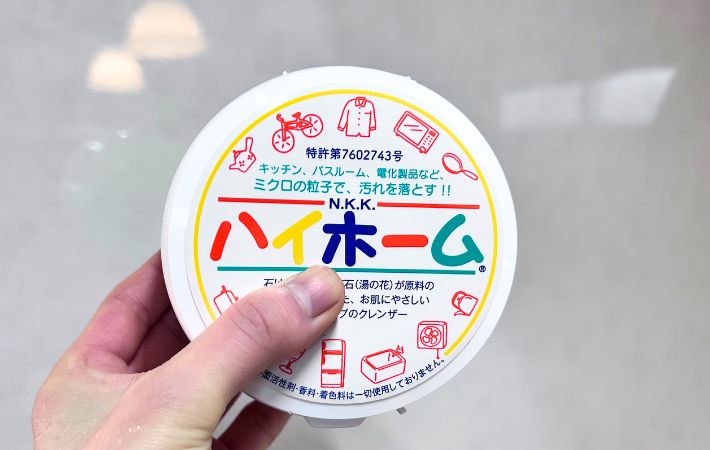 特許第7602743号
キッチン、バスルーム、電化製品など、
ミクロの粒子で、汚れを落とす!!
N.K.K.
ハイホーム®
石(湯の花)が原料の
お肌にやさしい
のクレンザー
面活性剤・香料・着色料は一切使用しておりません。